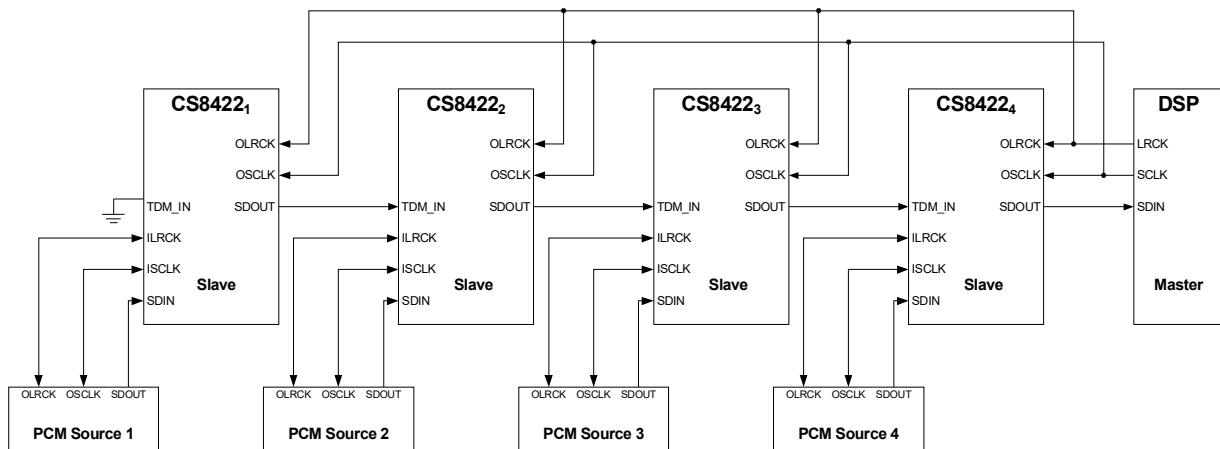 CS8422₁ CS8422₂ CS8422₃ CS8422₄ DSP
OLRCK OLRCK OLRCK OLRCK LRCK
OSCLK OSCLK OSCLK OSCLK SCLK
TDM_IN SDOUT TDM_IN SDOUT TDM_IN SDOUT TDM_IN SDOUT SDIN
ILRCK ILRCK ILRCK ILRCK
ISCLK ISCLK ISCLK ISCLK
Slave Slave Slave Slave Master
SDIN SDIN SDIN SDIN
OLRCK OSCLK SDOUT OLRCK OSCLK SDOUT OLRCK OSCLK SDOUT OLRCK OSCLK SDOUT
PCM Source 1 PCM Source 2 PCM Source 3 PCM Source 4